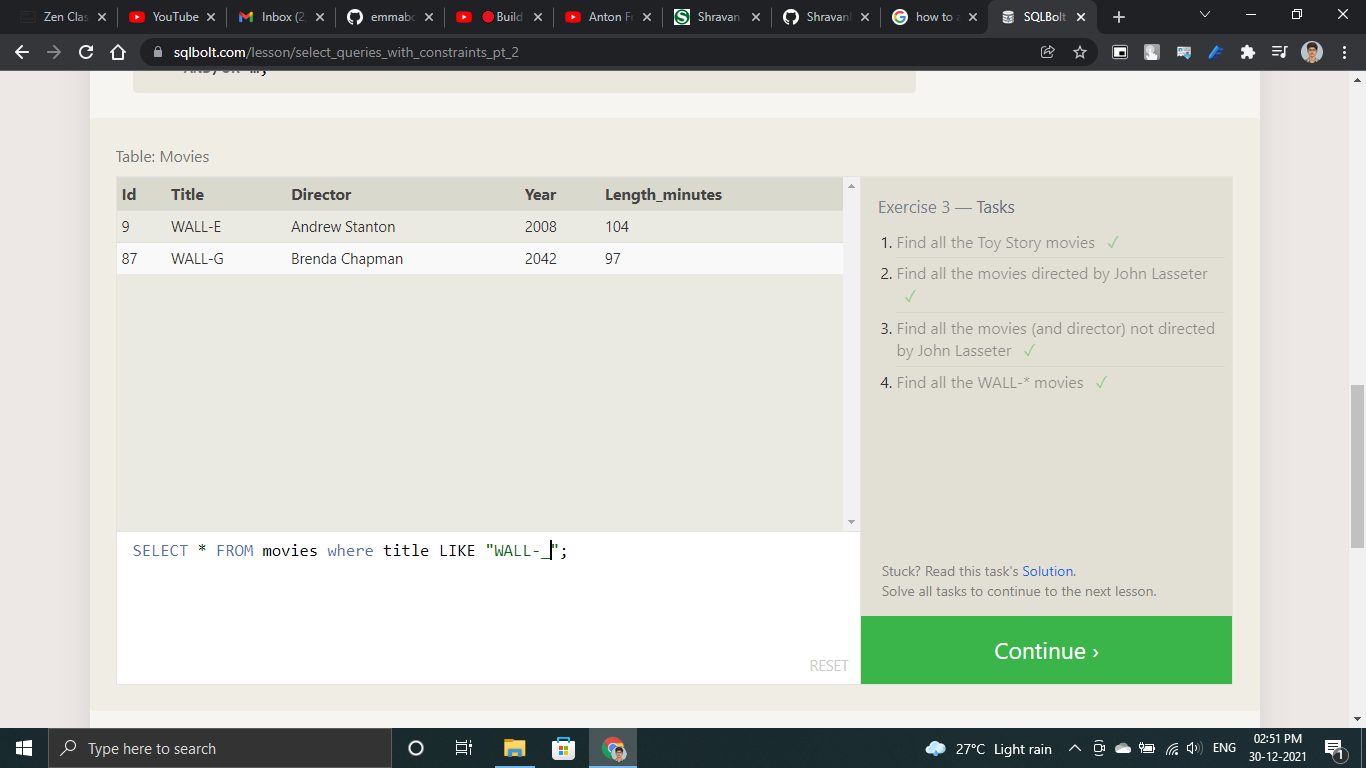 Zen Clas
YouTube
Inbox (2
emmabc
Build
Anton Fr
Shravan
Shravanl
how to a
SQLBolt
sqlbolt.com/lesson/select_queries_with_constraints_pt_2
Table: Movies
Id Title Director Year Length_minutes
9 WALL-E Andrew Stanton 2008 104
87 WALL-G Brenda Chapman 2042 97
Exercise 3 — Tasks
1. Find all the Toy Story movies ✓
2. Find all the movies directed by John Lasseter
✓
3. Find all the movies (and director) not directed
by John Lasseter ✓
4. Find all the WALL-* movies ✓
SELECT * FROM movies where title LIKE "WALL-_";
RESET
Stuck? Read this task's Solution.
Solve all tasks to continue to the next lesson.
Continue ›
Type here to search
27°C Light rain
ENG
02:51 PM
30-12-2021
1